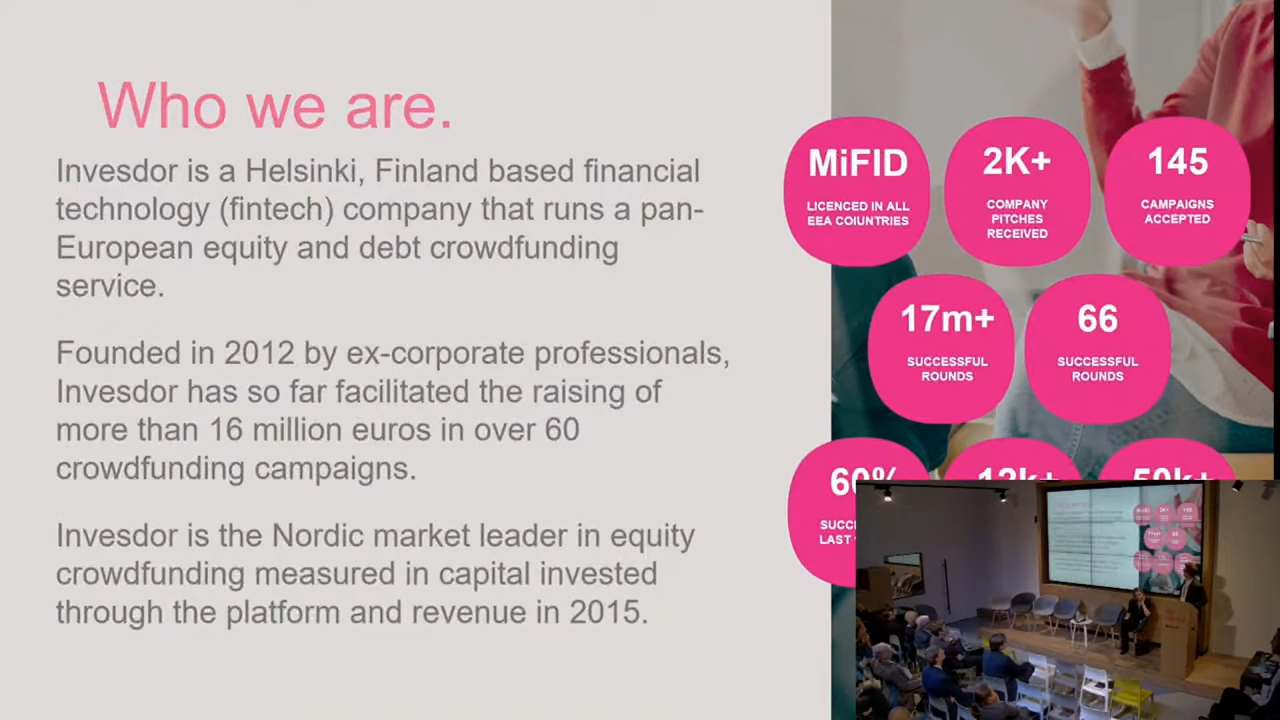 Who we are.
Invesdor is a Helsinki, Finland based financial
technology (fintech) company that runs a pan-
European equity and debt crowdfunding
service.
Founded in 2012 by ex-corporate professionals,
Invesdor has so far facilitated the raising of
more than 16 million euros in over 60
crowdfunding campaigns.
Invesdor is the Nordic market leader in equity
crowdfunding measured in capital invested
through the platform and revenue in 2015.
MiFID
LICENCED IN ALL
EEA COIUNTRIES
2K+
COMPANY
PITCHES
RECEIVED
145
CAMPAIGNS
ACCEPTED
17m+
SUCCESSFUL
ROUNDS
66
SUCCESSFUL
ROUNDS
60%
12k+
50k+
LAST